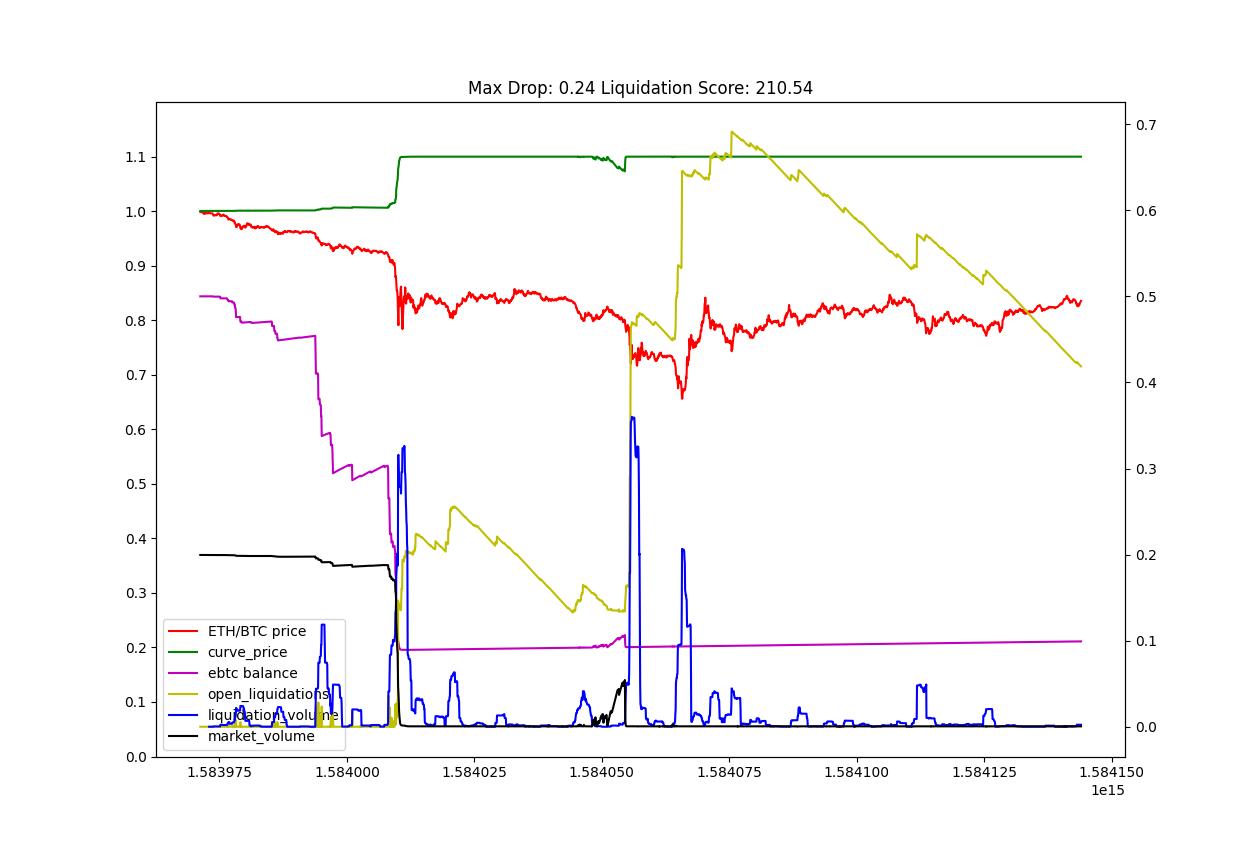 Max Drop: 0.24 Liquidation Score: 210.54
1.1
1.0
0.9
0.8
0.7
0.6
0.5
0.4
0.3
0.2
0.1
0.0
0.7
0.6
0.5
0.4
0.3
0.2
0.1
0.0
ETH/BTC price
curve_price
ebtc balance
open_liquidations
liquidation_volume
market_volume
1.583975 1.584000 1.584025 1.584050 1.584075 1.584100 1.584125 1.584150
1e15